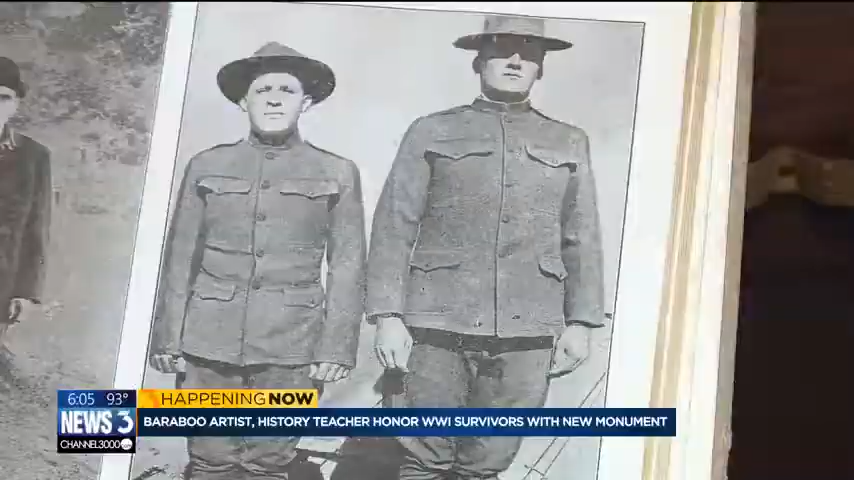 HAPPENING NOW
6:05 93°
NEWS 3
CHANNEL3000
BARABOO ARTIST, HISTORY TEACHER HONOR WWI SURVIVORS WITH NEW MONUMENT